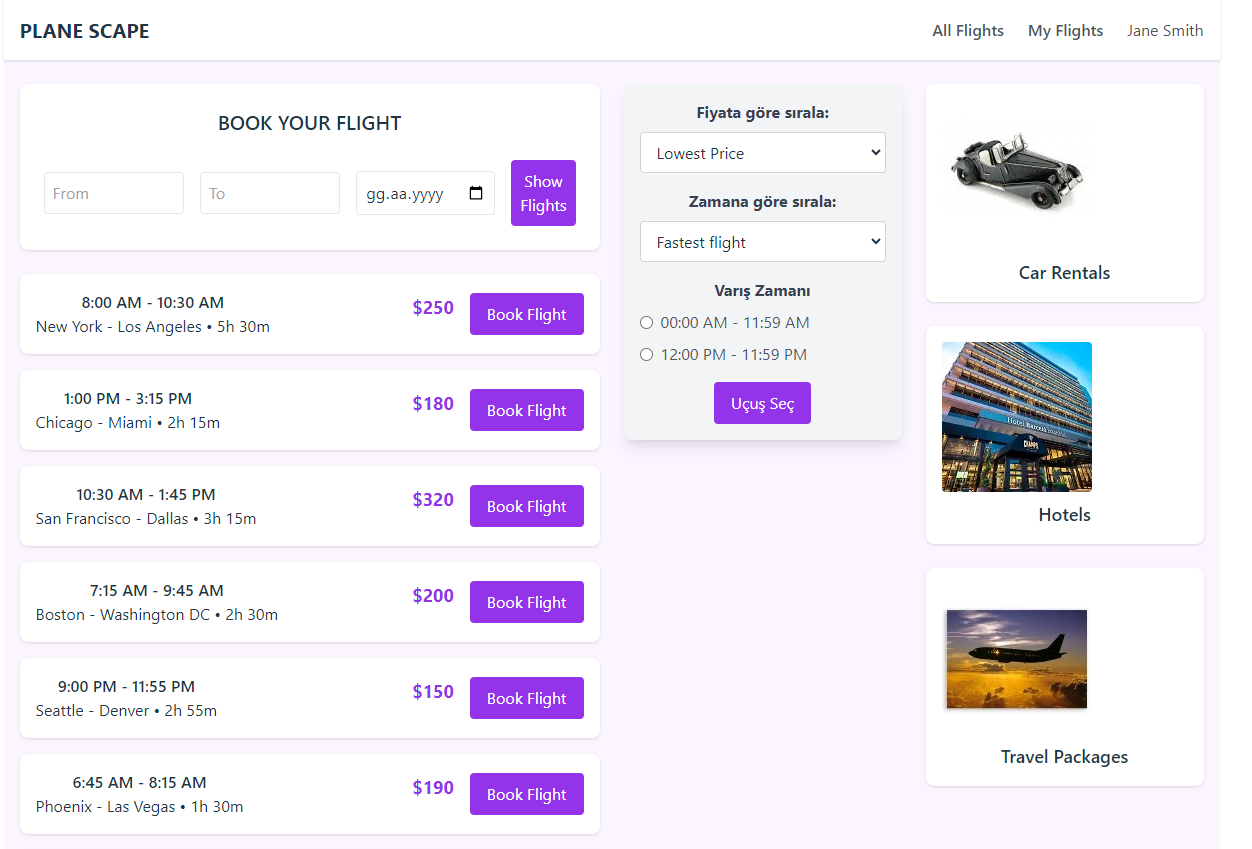 PLANE SCAPE
All Flights
My Flights
Jane Smith
BOOK YOUR FLIGHT
From
To
gg.aa.yyyy
Show
Flights
8:00 AM - 10:30 AM
New York - Los Angeles • 5h 30m
$250
Book Flight
1:00 PM - 3:15 PM
Chicago - Miami • 2h 15m
$180
Book Flight
10:30 AM - 1:45 PM
San Francisco - Dallas • 3h 15m
$320
Book Flight
7:15 AM - 9:45 AM
Boston - Washington DC • 2h 30m
$200
Book Flight
9:00 PM - 11:55 PM
Seattle - Denver • 2h 55m
$150
Book Flight
6:45 AM - 8:15 AM
Phoenix - Las Vegas • 1h 30m
$190
Book Flight
Fiyata göre sırala:
Lowest Price
Zamana göre sırala:
Fastest flight
Varış Zamanı
00:00 AM - 11:59 AM
12:00 PM - 11:59 PM
Uçuş Seç
Car Rentals
Hotel Barceló
Hotels
Travel Packages